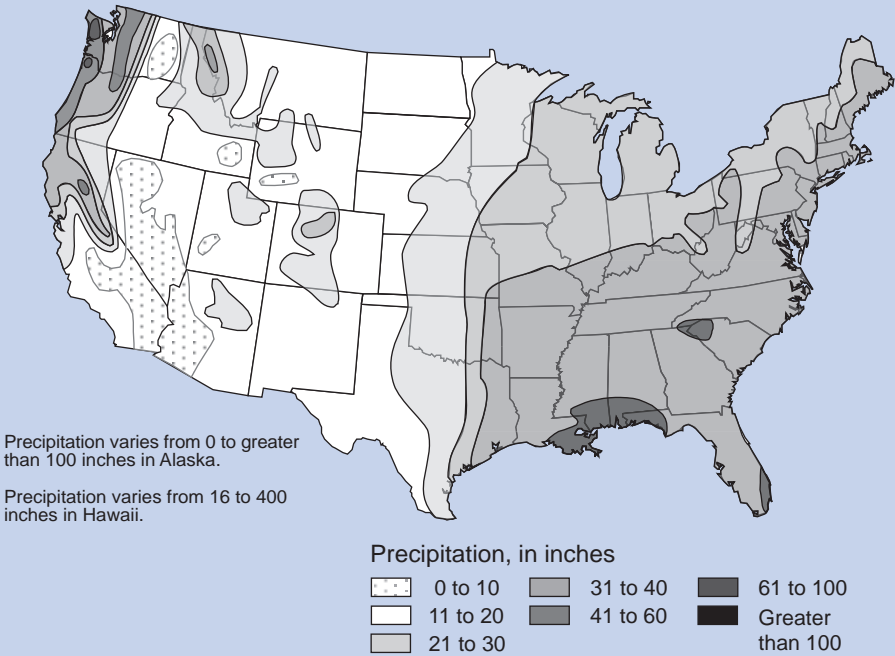 Precipitation varies from 0 to greater
than 100 inches in Alaska.
Precipitation varies from 16 to 400
inches in Hawaii.
Precipitation, in inches
0 to 10
11 to 20
21 to 30
31 to 40
41 to 60
61 to 100
Greater
than 100